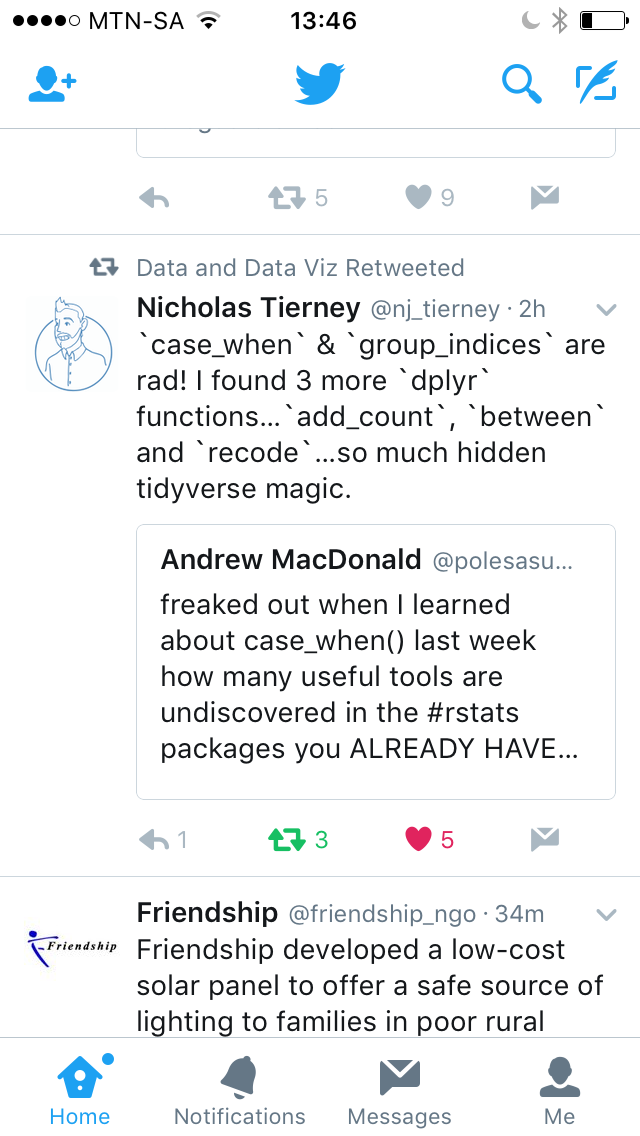 MTN-SA 13:46
5 9
Data and Data Viz Retweeted
Nicholas Tierney @nj_tierney · 2h
`case_when` & `group_indices` are
rad! I found 3 more `dplyr`
functions...`add_count`, `between`
and `recode`...so much hidden
tidyverse magic.
Andrew MacDonald @polesasu...
freaked out when I learned
about case_when() last week
how many useful tools are
undiscovered in the #rstats
packages you ALREADY HAVE...
1 3 5
Friendship @friendship_ngo · 34m
Friendship
Friendship developed a low-cost
solar panel to offer a safe source of
lighting to families in poor rural
Home Notifications Messages Me